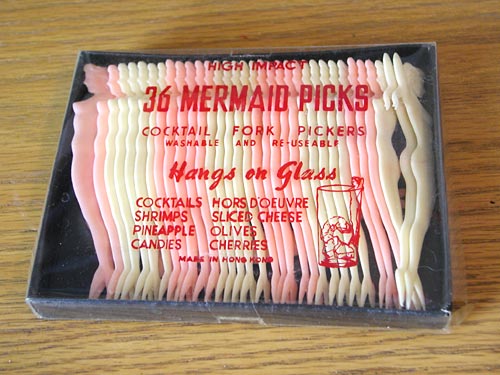 HIGH IMPACT
36 MERMAID PICKS
COCKTAIL FORK PICKERS
WASHABLE AND RE-USEABLE
Hangs on Glass
COCKTAILS HORS D'OEUVRE
SHRIMPS SLICED CHEESE
PINEAPPLE OLIVES
CANDIES CHERRIES
MADE IN HONG KONG